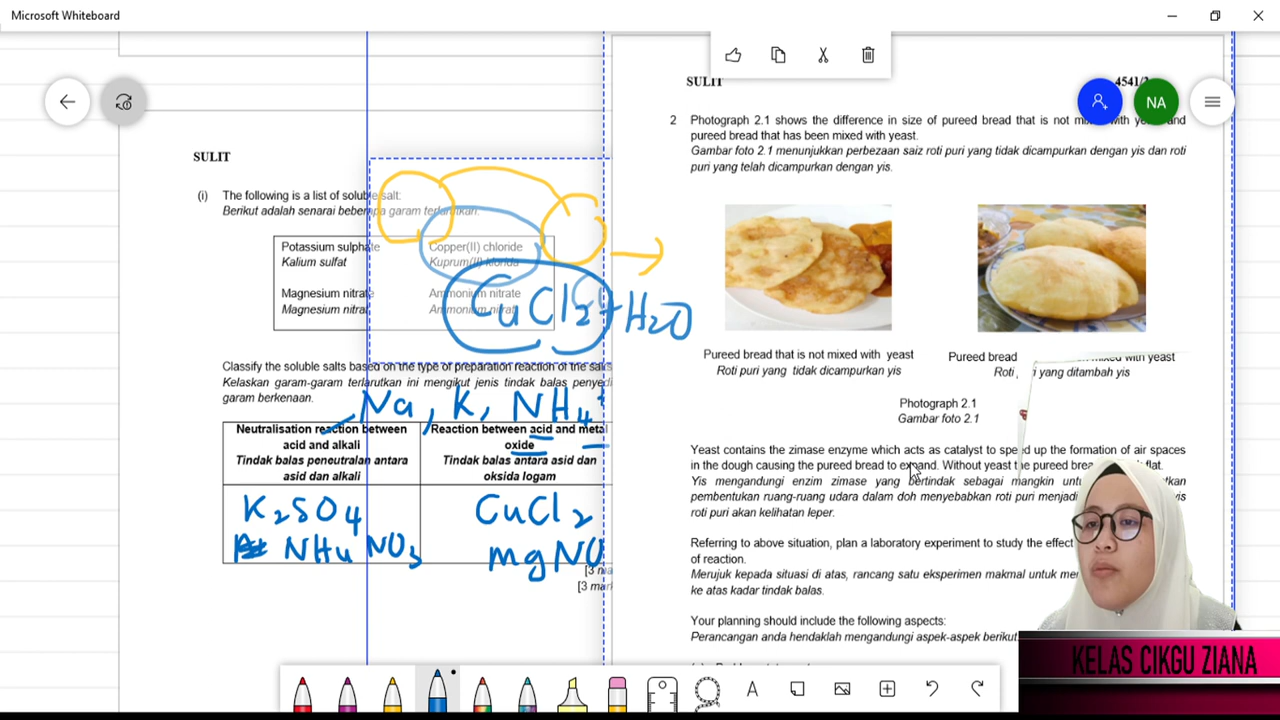 Microsoft Whiteboard
SULIT
(i) The following is a list of soluble salt:
Berikut adalah senarai beberapa garam terlarutkan.
Potassium sulphate Copper(II) chloride
Kalium sulfat Kuprum(II) klorida
Magnesium nitrate Ammonium nitrate
Magnesium nitrat Ammonium nitrat
CuCl2 + H2O
Classify the soluble salts based on the type of preparation reaction of the salts
Kelaskan garam-garam terlarutkan ini mengikut jenis tindak balas
garam berkenaan.
Na, K, NH4+
Neutralisation reaction between acid and alkali
Tindak balas peneutralan antara asid dan alkali
Reaction between acid and metal oxide
Tindak balas antara asid dan oksida logam
K2SO4
NH4NO3
CuCl2
mgNO
[3
[3 mar
SULIT 4541/
2 Photograph 2.1 shows the difference in size of pureed bread that is not mixed with yeast and
pureed bread that has been mixed with yeast.
Gambar foto 2.1 menunjukkan perbezaan saiz roti puri yang tidak dicampurkan dengan yis dan roti
puri yang telah dicampurkan dengan yis.
Pureed bread that is not mixed with yeast
Roti puri yang tidak dicampurkan yis
Pureed bread mixed with yeast
Roti yang ditambah yis
Photograph 2.1
Gambar foto 2.1
Yeast contains the zimase enzyme which acts as catalyst to speed up the formation of air spaces
in the dough causing the pureed bread to expand. Without yeast the pureed flat.
Yis mengandungi enzim zimase yang bertindak sebagai mangkin
pembentukan ruang-ruang udara dalam doh menyebabkan roti puri
roti puri akan kelihatan leper.
Referring to above situation, plan a laboratory experiment to study the effect
of reaction.
Merujuk kepada situasi di atas, rancang satu eksperimen makmal untuk
ke atas kadar tindak balas.
Your planning should include the following aspects:
Perancangan anda hendaklah mengandungi aspek-aspek berikut
NA
KELAS CIKGU ZIANA